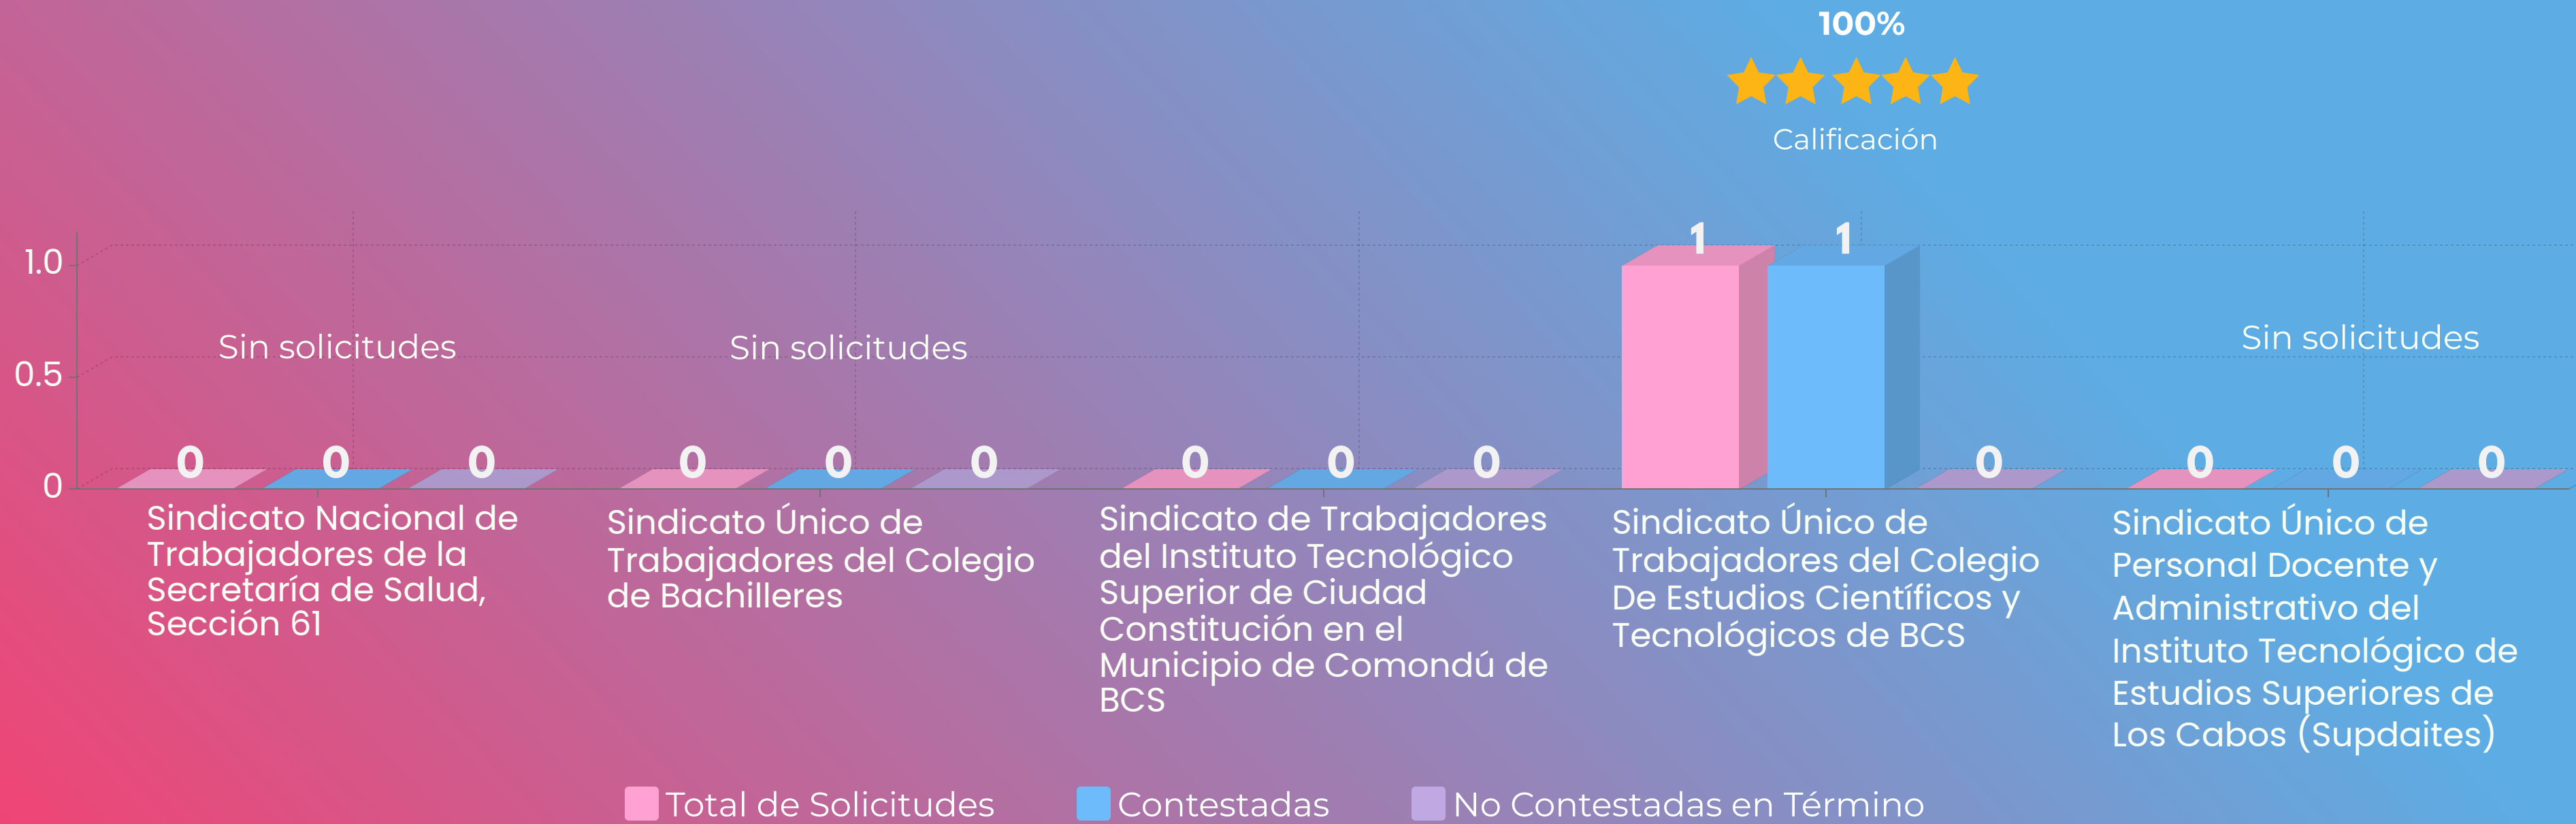 100%
Calificación
1.0
0.5
0
Sin solicitudes
Sin solicitudes
Sin solicitudes
0 0 0
0 0 0
0 0 0
1 1 0
0 0 0
Sindicato Nacional de
Trabajadores de la
Secretaría de Salud,
Sección 61
Sindicato Único de
Trabajadores del Colegio
de Bachilleres
Sindicato de Trabajadores
del Instituto Tecnológico
Superior de Ciudad
Constitución en el
Municipio de Comondú de
BCS
Sindicato Único de
Trabajadores del Colegio
De Estudios Científicos y
Tecnológicos de BCS
Sindicato Único de
Personal Docente y
Administrativo del
Instituto Tecnológico de
Estudios Superiores de
Los Cabos (Supdaites)
Total de Solicitudes
Contestadas
No Contestadas en Término